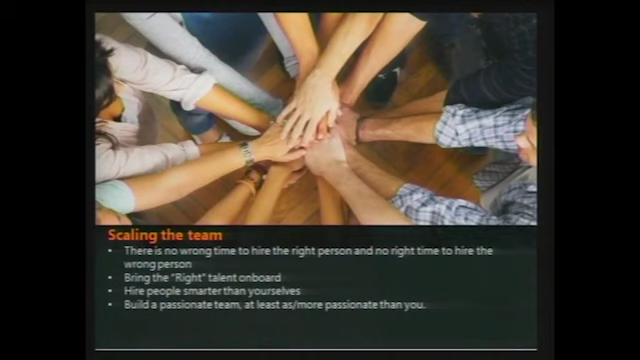 Scaling the team
• There is no wrong time to hire the right person and no right time to hire the
wrong person
• Bring the "Right" talent onboard
• Hire people smarter than yourselves
• Build a passionate team, at least as/more passionate than you.